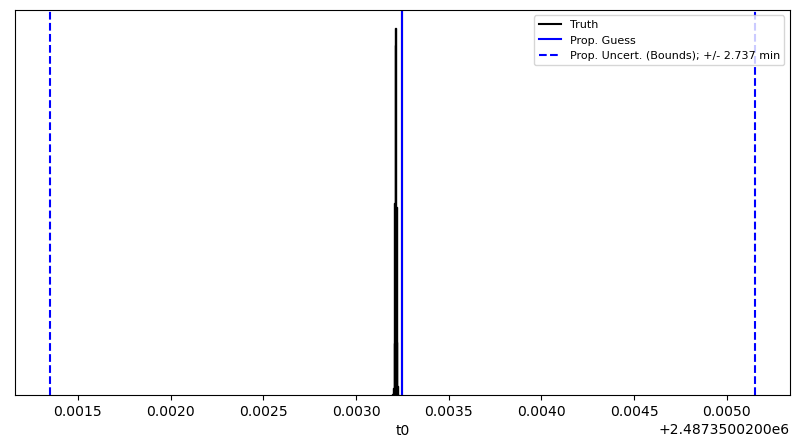 Truth
Prop. Guess
Prop. Uncert. (Bounds); +/- 2.737 min
0.0015 0.0020 0.0025 0.0030 0.0035 0.0040 0.0045 0.0050
t0
+2.4873500200e6